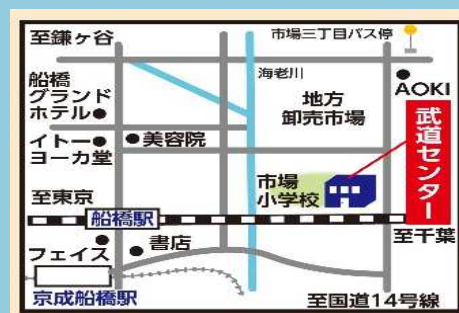 至鎌ヶ谷
市場三丁目バス停
船橋
グランド
ホテル
海老川
地方
卸売市場
AOKI
イトー
ヨーカ堂
美容院
武道センター
市場
小学校
至東京
船橋駅
至千葉
フェイス
書店
京成船橋駅
至国道14号線